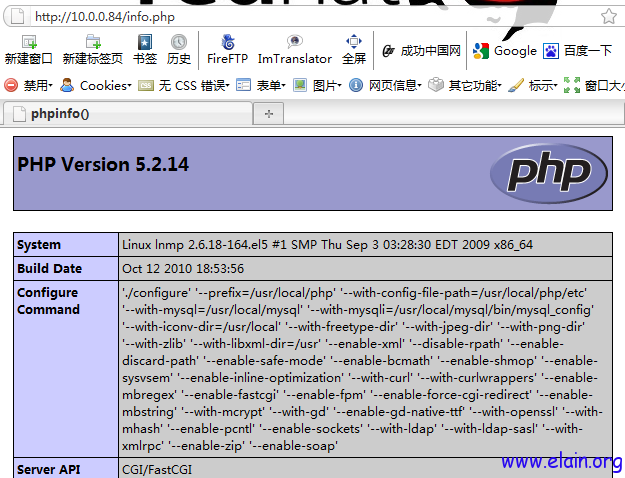 redhat
http://10.0.0.84/info.php
新建窗口 新建标签页 书签 历史 FireFTP ImTranslator 全屏 成功中国网 Google 百度一下
禁用 Cookies 无 CSS 错误 表单 图片 网页信息 其它功能 标示 窗口大小
phpinfo()
PHP Version 5.2.14
php
System Linux lnmp 2.6.18-164.el5 #1 SMP Thu Sep 3 03:28:30 EDT 2009 x86_64
Build Date Oct 12 2010 18:53:56
Configure Command './configure' '--prefix=/usr/local/php' '--with-config-file-path=/usr/local/php/etc'
'--with-mysql=/usr/local/mysql' '--with-mysqli=/usr/local/mysql/bin/mysql_config'
'--with-iconv-dir=/usr/local' '--with-freetype-dir' '--with-jpeg-dir' '--with-png-dir'
'--with-zlib' '--with-libxml-dir=/usr' '--enable-xml' '--disable-rpath' '--enable-
discard-path' '--enable-safe-mode' '--enable-bcmath' '--enable-shmop' '--enable-
sysvsem' '--enable-inline-optimization' '--with-curl' '--with-curlwrappers' '--enable-
mbregex' '--enable-fastcgi' '--enable-fpm' '--enable-force-cgi-redirect' '--enable-
mbstring' '--with-mcrypt' '--with-gd' '--enable-gd-native-ttf' '--with-openssl' '--with-
mhash' '--enable-pcntl' '--enable-sockets' '--with-ldap' '--with-ldap-sasl' '--with-
xmlrpc' '--enable-zip' '--enable-soap'
Server API CGI/FastCGI
www.elain.org